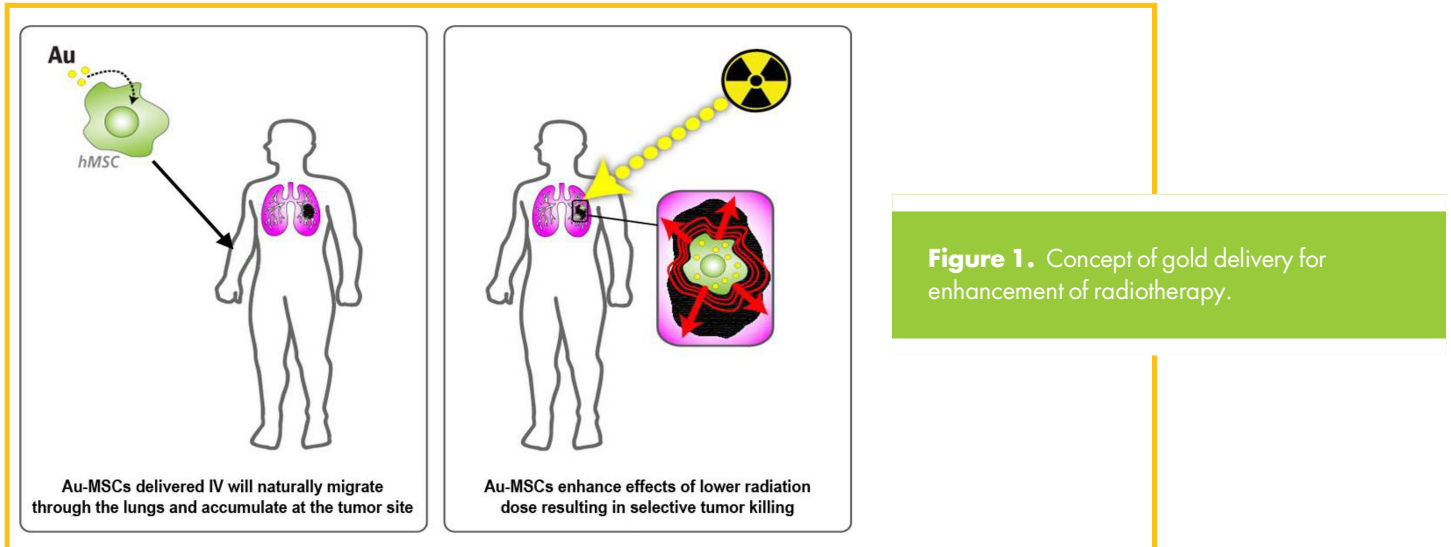 Au
hMSC
Au-MSCs delivered IV will naturally migrate
through the lungs and accumulate at the tumor site
Au-MSCs enhance effects of lower radiation
dose resulting in selective tumor killing
Figure 1. Concept of gold delivery for
enhancement of radiotherapy.